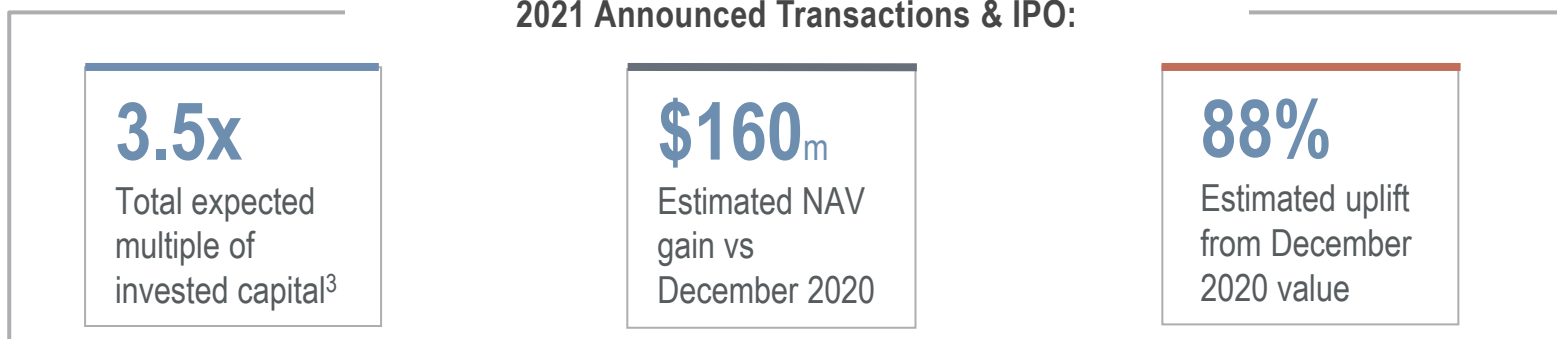 2021 Announced Transactions & IPO:
3.5x
Total expected
multiple of
invested capital³
$160m
Estimated NAV
gain vs
December 2020
88%
Estimated uplift
from December
2020 value